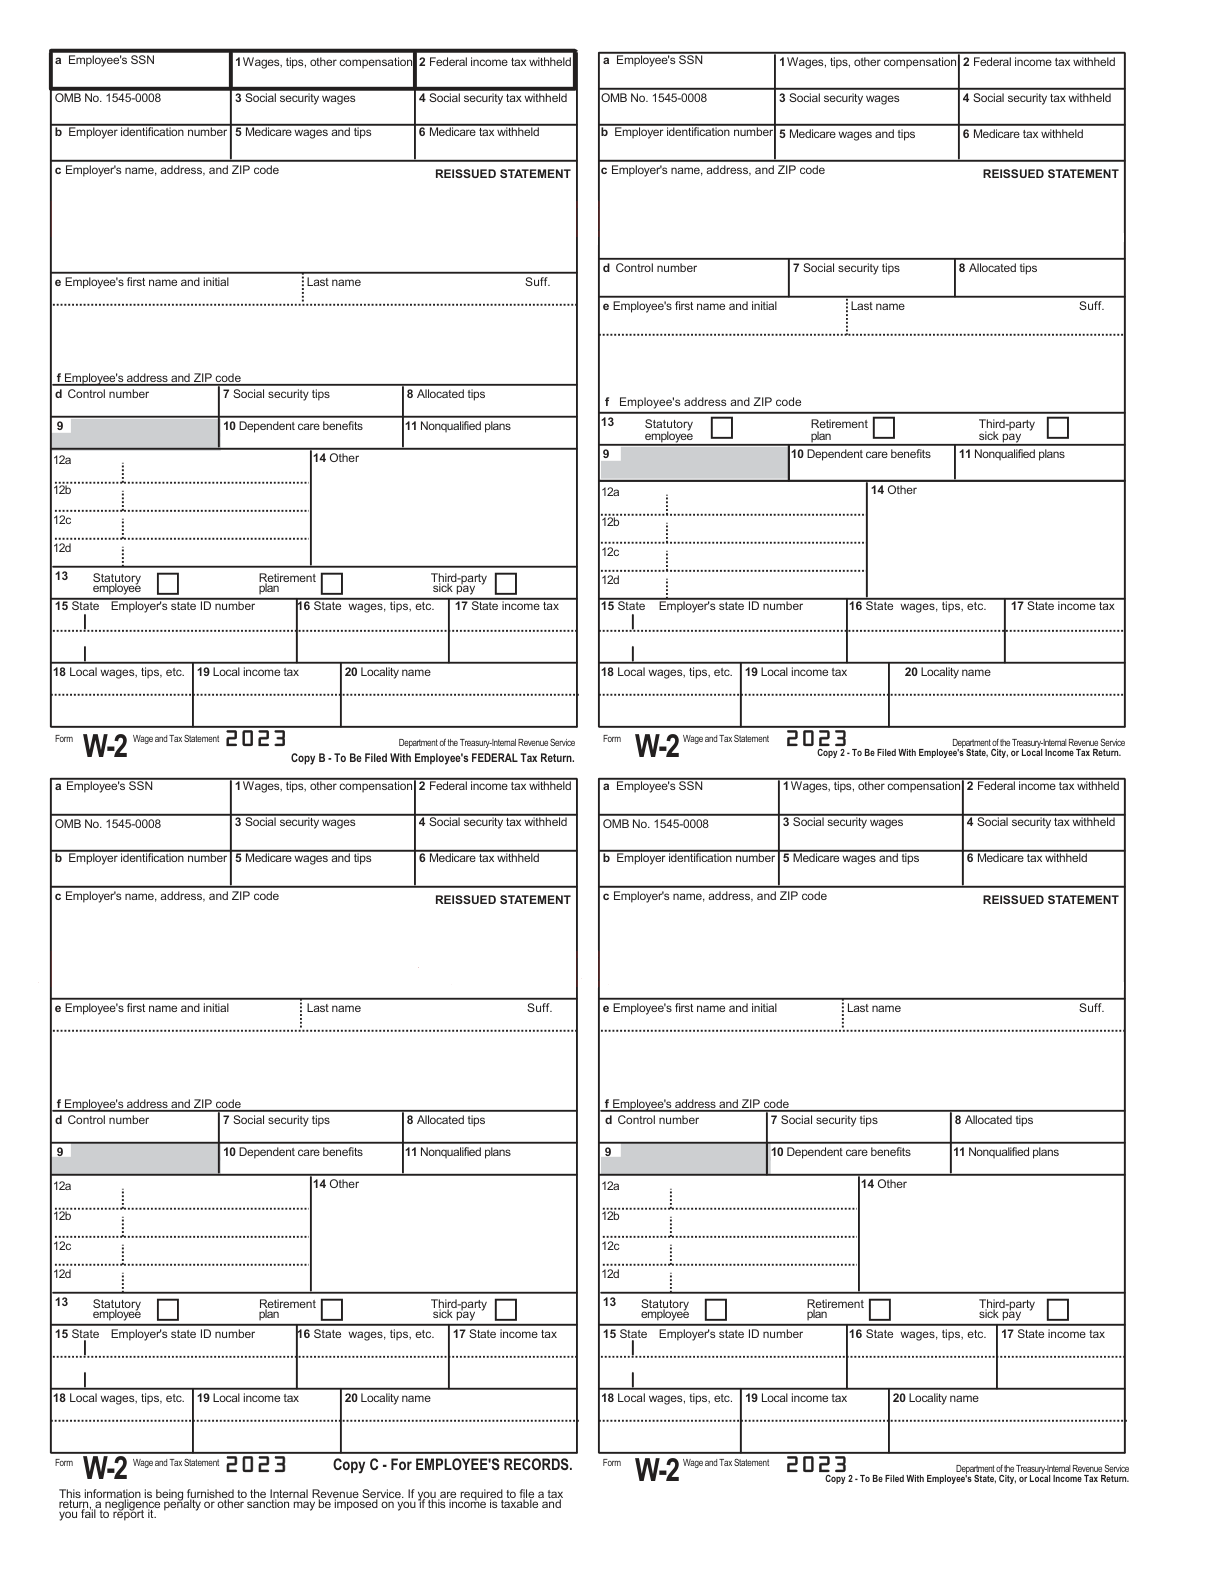 a Employee's SSN
1 Wages, tips, other compensation
2 Federal income tax withheld
OMB No. 1545-0008
3 Social security wages
4 Social security tax withheld
b Employer identification number
5 Medicare wages and tips
6 Medicare tax withheld
c Employer's name, address, and ZIP code
REISSUED STATEMENT
e Employee's first name and initial
Last name
Suff.
f Employee's address and ZIP code
d Control number
7 Social security tips
8 Allocated tips
9
10 Dependent care benefits
11 Nonqualified plans
12a
14 Other
12b
12c
12d
13
Statutory
employee
Retirement
plan
Third-party
sick pay
15 State
Employer's state ID number
16 State wages, tips, etc.
17 State income tax
18 Local wages, tips, etc.
19 Local income tax
20 Locality name
Form W-2 Wage and Tax Statement 2023
Department of the Treasury-Internal Revenue Service
Copy B - To Be Filed With Employee's FEDERAL Tax Return.
a Employee's SSN
1 Wages, tips, other compensation
2 Federal income tax withheld
OMB No. 1545-0008
3 Social security wages
4 Social security tax withheld
b Employer identification number
5 Medicare wages and tips
6 Medicare tax withheld
c Employer's name, address, and ZIP code
REISSUED STATEMENT
d Control number
7 Social security tips
8 Allocated tips
e Employee's first name and initial
Last name
Suff.
f Employee's address and ZIP code
13
Statutory
employee
Retirement
plan
Third-party
sick pay
9
10 Dependent care benefits
11 Nonqualified plans
12a
14 Other
12b
12c
12d
15 State
Employer's state ID number
16 State wages, tips, etc.
17 State income tax
18 Local wages, tips, etc.
19 Local income tax
20 Locality name
Form W-2 Wage and Tax Statement 2023
Department of the Treasury-Internal Revenue Service
Copy 2 - To Be Filed With Employee's State, City, or Local Income Tax Return.
a Employee's SSN
1 Wages, tips, other compensation
2 Federal income tax withheld
OMB No. 1545-0008
3 Social security wages
4 Social security tax withheld
b Employer identification number
5 Medicare wages and tips
6 Medicare tax withheld
c Employer's name, address, and ZIP code
REISSUED STATEMENT
e Employee's first name and initial
Last name
Suff.
f Employee's address and ZIP code
d Control number
7 Social security tips
8 Allocated tips
9
10 Dependent care benefits
11 Nonqualified plans
12a
14 Other
12b
12c
12d
13
Statutory
employee
Retirement
plan
Third-party
sick pay
15 State
Employer's state ID number
16 State wages, tips, etc.
17 State income tax
18 Local wages, tips, etc.
19 Local income tax
20 Locality name
Form W-2 Wage and Tax Statement 2023
Copy C - For EMPLOYEE'S RECORDS.
This information is being furnished to the Internal Revenue Service. If you are required to file a tax
return, a negligence penalty or other sanction may be imposed on you if this income is taxable and
you fail to report it.
a Employee's SSN
1 Wages, tips, other compensation
2 Federal income tax withheld
OMB No. 1545-0008
3 Social security wages
4 Social security tax withheld
b Employer identification number
5 Medicare wages and tips
6 Medicare tax withheld
c Employer's name, address, and ZIP code
REISSUED STATEMENT
e Employee's first name and initial
Last name
Suff.
f Employee's address and ZIP code
d Control number
7 Social security tips
8 Allocated tips
9
10 Dependent care benefits
11 Nonqualified plans
12a
14 Other
12b
12c
12d
13
Statutory
employee
Retirement
plan
Third-party
sick pay
15 State
Employer's state ID number
16 State wages, tips, etc.
17 State income tax
18 Local wages, tips, etc.
19 Local income tax
20 Locality name
Form W-2 Wage and Tax Statement 2023
Department of the Treasury-Internal Revenue Service
Copy 2 - To Be Filed With Employee's State, City, or Local Income Tax Return.